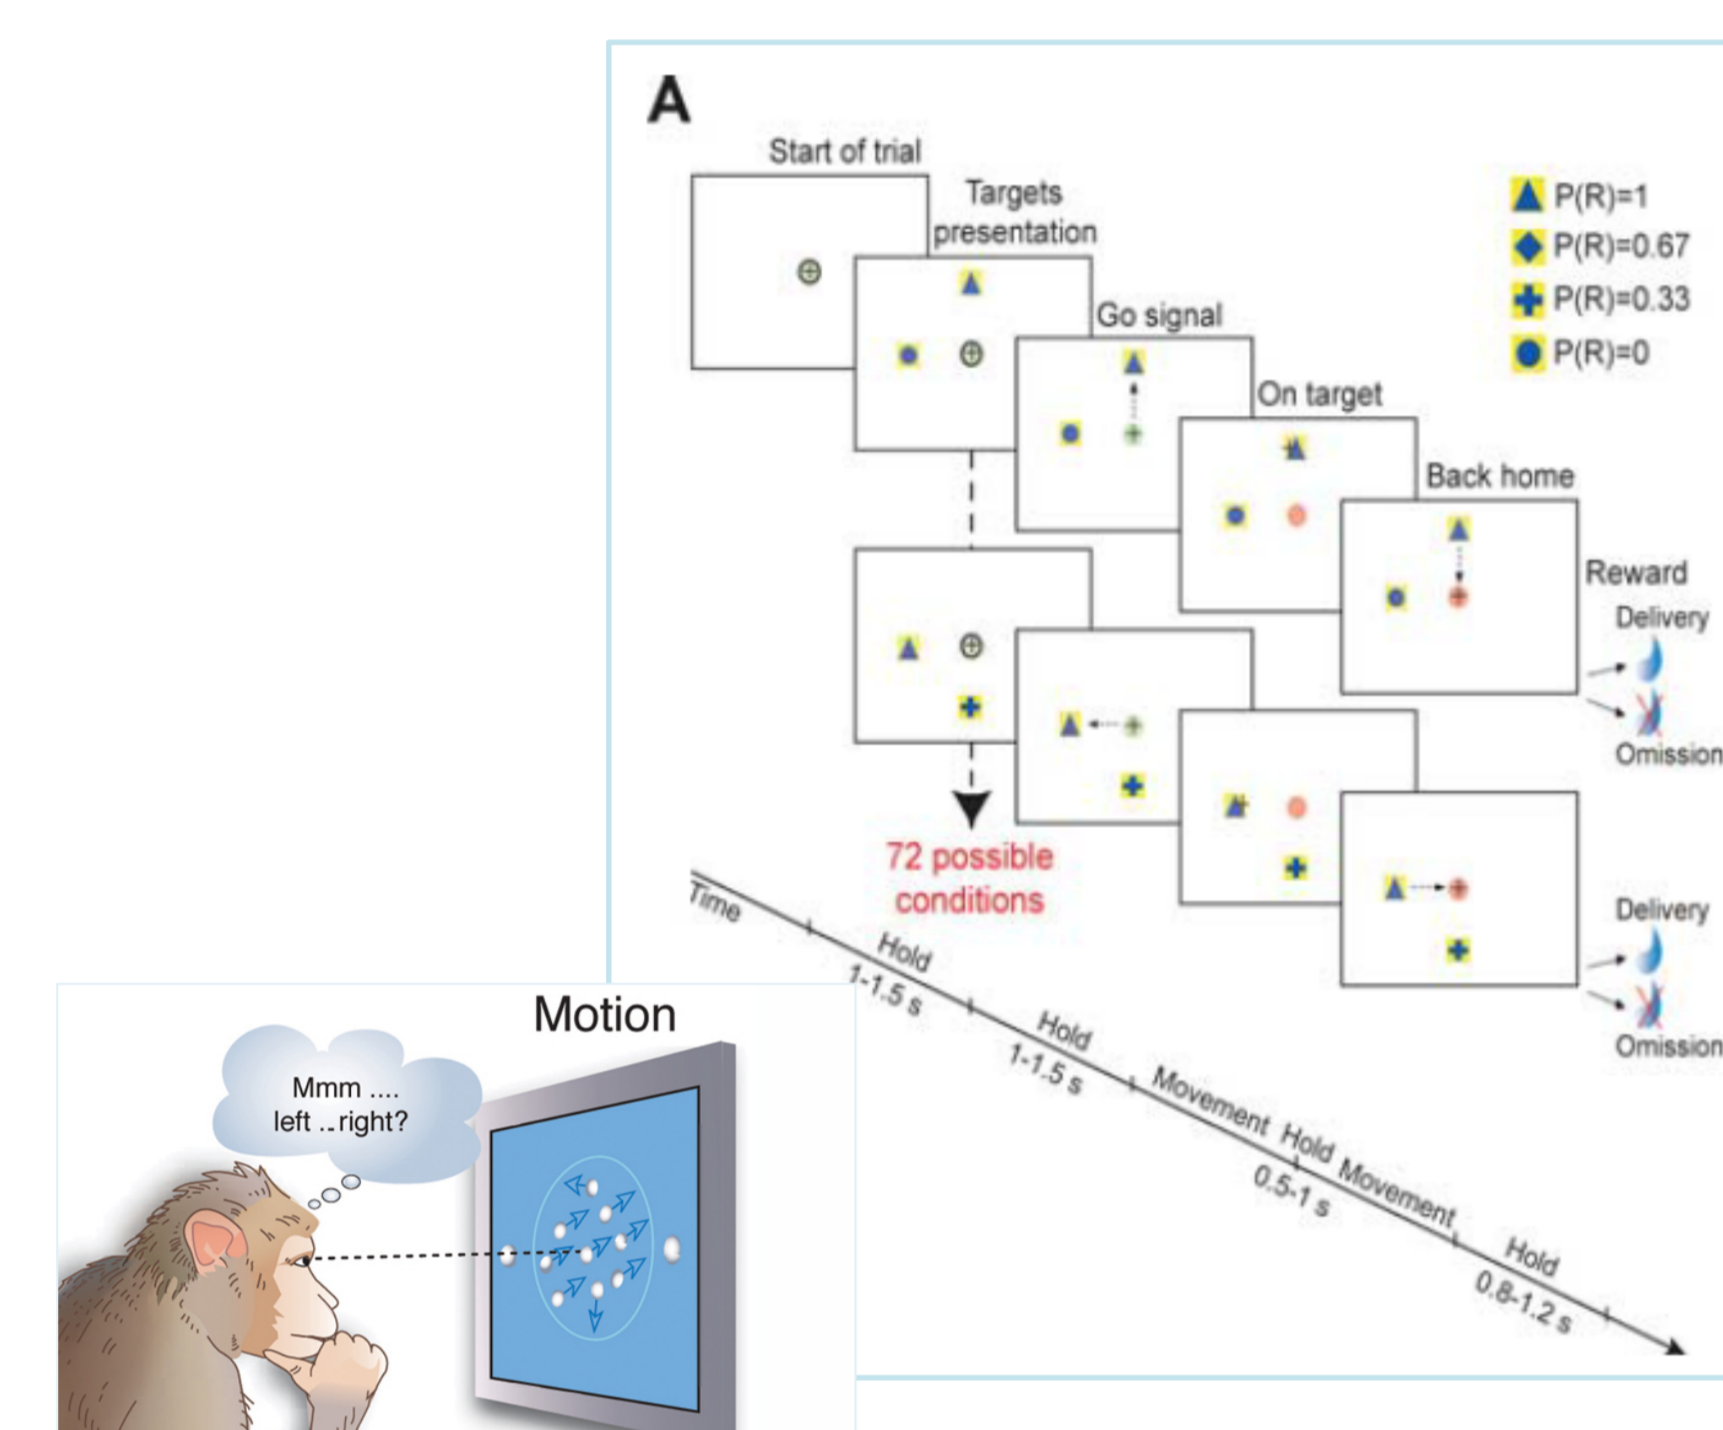 A
Start of trial
Targets
presentation
Go signal
On target
Back home
P(R)=1
P(R)=0.67
P(R)=0.33
P(R)=0
Reward
Delivery
Omission
72 possible
conditions
Delivery
Omission
Time
Hold
1-1.5 s
Hold
1-1.5 s
Movement
Hold
0.5-1 s
Movement
Hold
0.8-1.2 s
Motion
Mmm ....
left ..right?